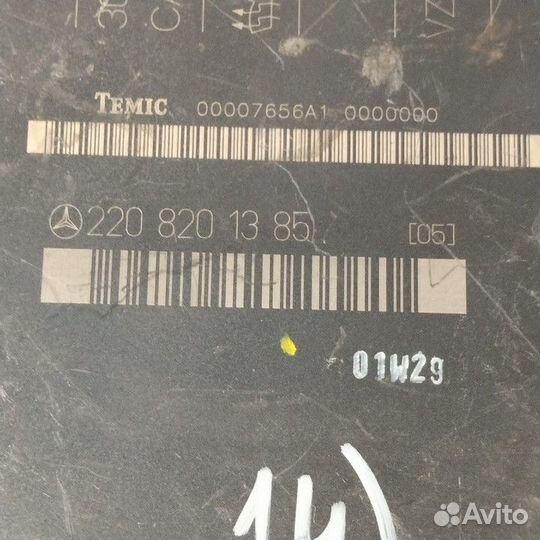 TEMIC 00007656A1 0000000
220 820 13 85 [05]
01W29
14)
Avito